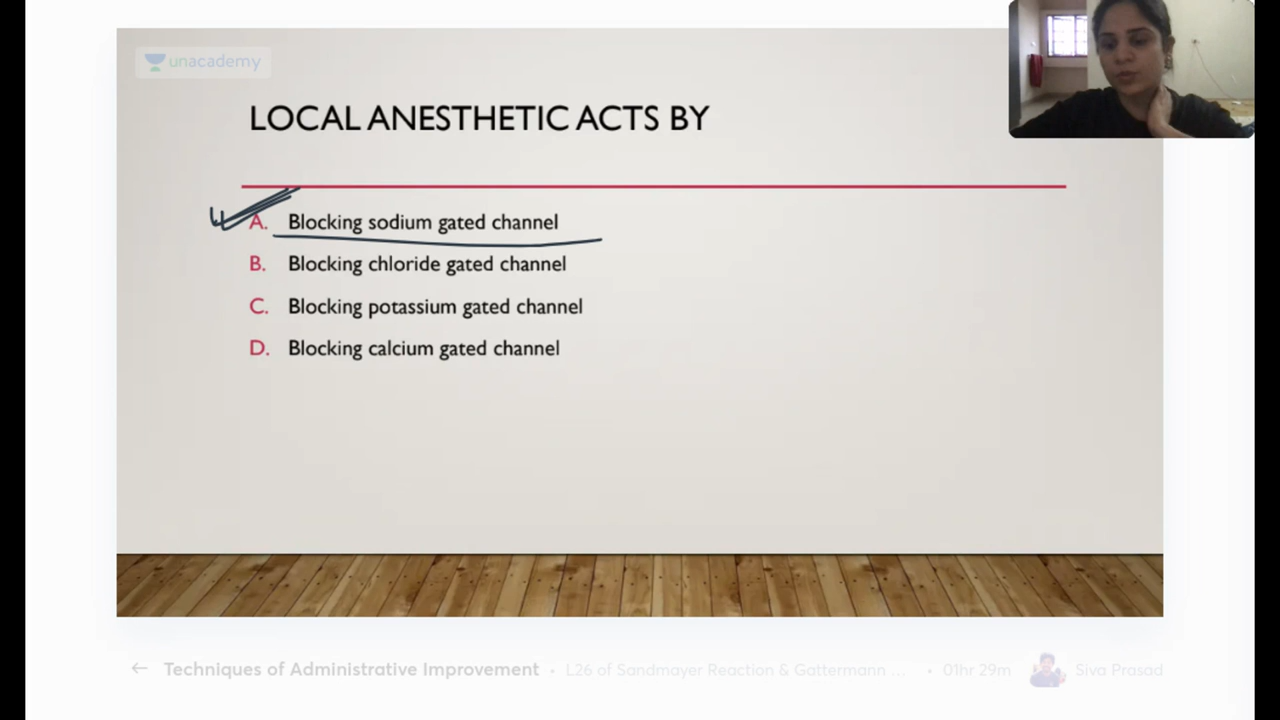 unacademy
LOCAL ANESTHETIC ACTS BY
A. Blocking sodium gated channel
B. Blocking chloride gated channel
C. Blocking potassium gated channel
D. Blocking calcium gated channel
← Techniques of Administrative Improvement • L26 of Sandmayer Reaction & Gattermann ... • 01hr 29m Siva Prasad